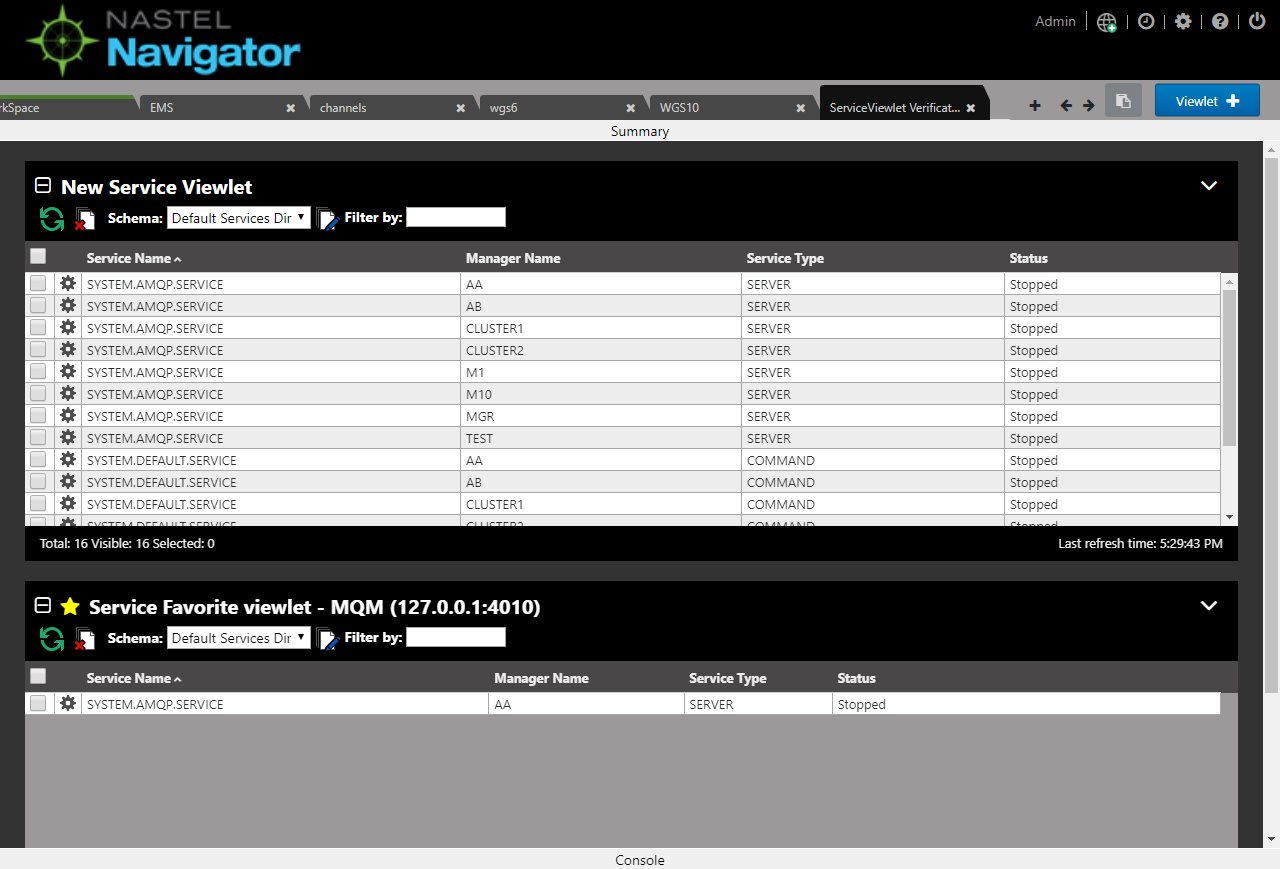 NASTEL
Navigator
Admin
rkSpace
EMS
channels
wgs6
WGS10
ServiceViewlet Verificat...
Viewlet
Summary
New Service Viewlet
Schema: Default Services Dir Filter by:
Service Name Manager Name Service Type Status
SYSTEM.AMQP.SERVICE AA SERVER Stopped
SYSTEM.AMQP.SERVICE AB SERVER Stopped
SYSTEM.AMQP.SERVICE CLUSTER1 SERVER Stopped
SYSTEM.AMQP.SERVICE CLUSTER2 SERVER Stopped
SYSTEM.AMQP.SERVICE M1 SERVER Stopped
SYSTEM.AMQP.SERVICE M10 SERVER Stopped
SYSTEM.AMQP.SERVICE MGR SERVER Stopped
SYSTEM.AMQP.SERVICE TEST SERVER Stopped
SYSTEM.DEFAULT.SERVICE AA COMMAND Stopped
SYSTEM.DEFAULT.SERVICE AB COMMAND Stopped
SYSTEM.DEFAULT.SERVICE CLUSTER1 COMMAND Stopped
SYSTEM.DEFAULT.SERVICE CLUSTER2 COMMAND Stopped
Total: 16 Visible: 16 Selected: 0 Last refresh time: 5:29:43 PM
Service Favorite viewlet - MQM (127.0.0.1:4010)
Schema: Default Services Dir Filter by:
Service Name Manager Name Service Type Status
SYSTEM.AMQP.SERVICE AA SERVER Stopped
Console